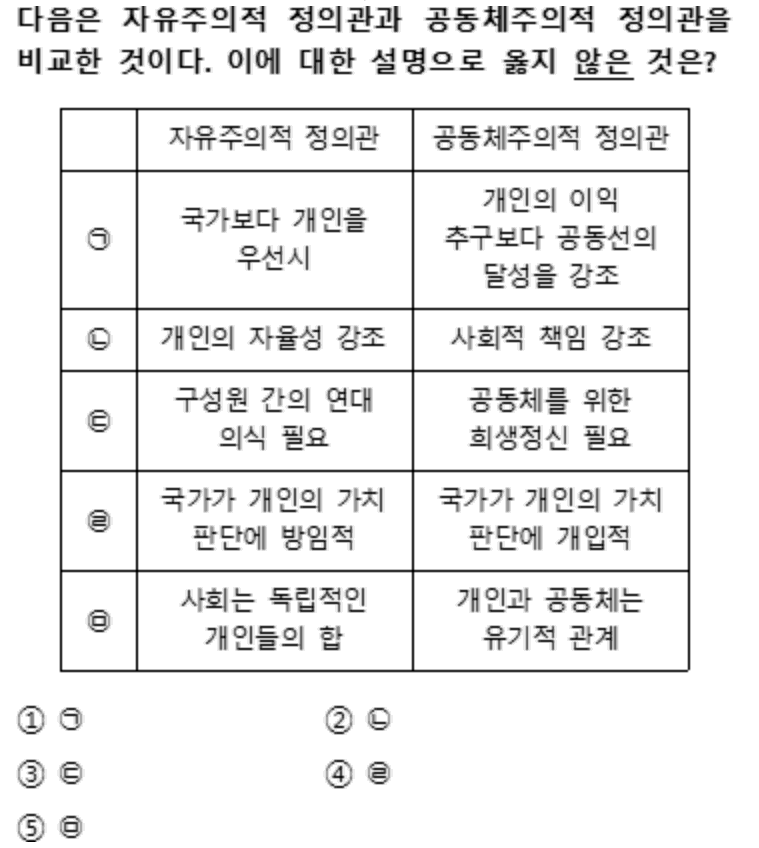 다음은 자유주의적 정의관과 공동체주의적 정의관을
비교한 것이다. 이에 대한 설명으로 옳지 않은 것은?
자유주의적 정의관 공동체주의적 정의관
㉠ 국가보다 개인을 우선시 개인의 이익 추구보다 공동선의 달성을 강조
㉡ 개인의 자율성 강조 사회적 책임 강조
㉢ 구성원 간의 연대 의식 필요 공동체를 위한 희생정신 필요
㉣ 국가가 개인의 가치 판단에 방임적 국가가 개인의 가치 판단에 개입적
㉤ 사회는 독립적인 개인들의 합 개인과 공동체는 유기적 관계
① ㉠ ② ㉡
③ ㉢ ④ ㉣
⑤ ㉤